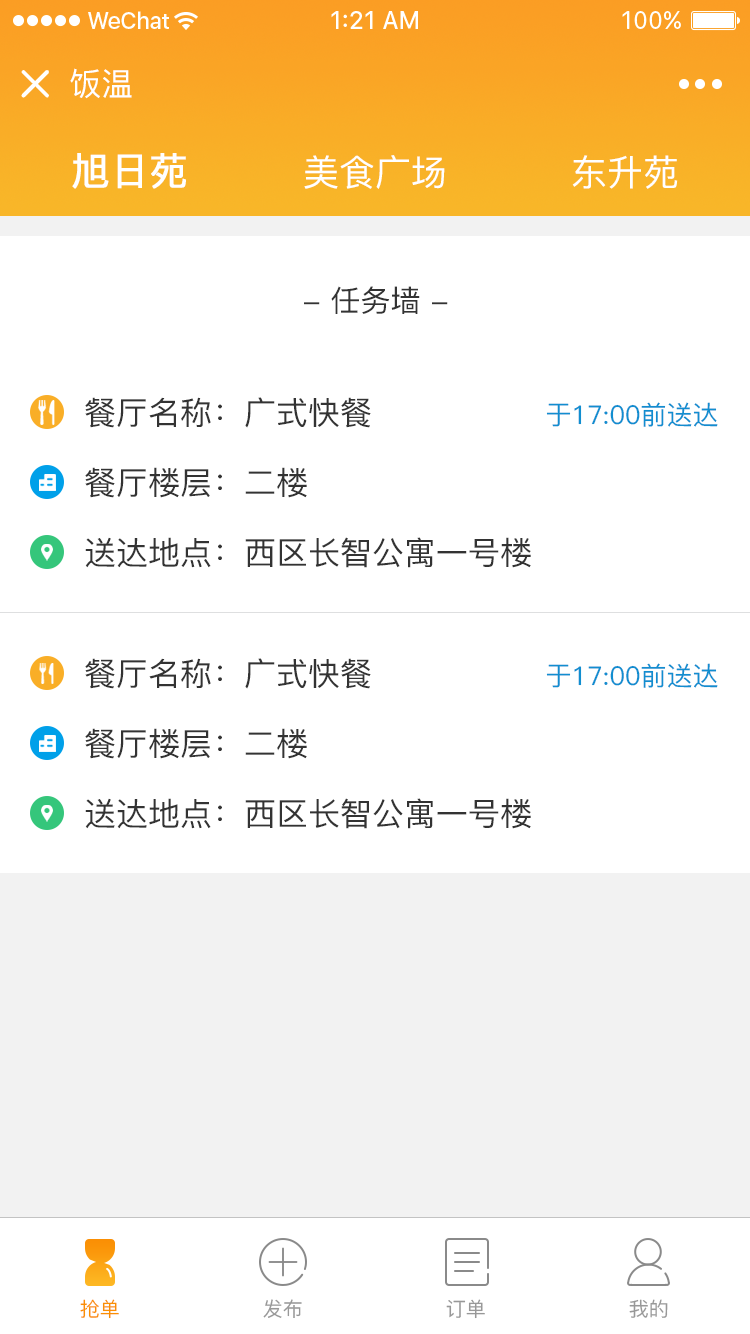 WeChat 1:21 AM 100%
饭温
旭日苑 美食广场 东升苑
– 任务墙 –
餐厅名称：广式快餐 于17:00前送达
餐厅楼层：二楼
送达地点：西区长智公寓一号楼
餐厅名称：广式快餐 于17:00前送达
餐厅楼层：二楼
送达地点：西区长智公寓一号楼
抢单 发布 订单 我的